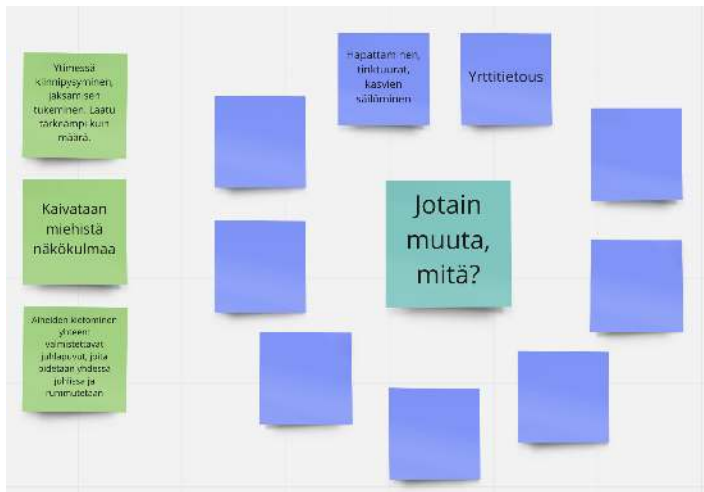 Ytimessä
kiinnipysyminen,
jaksamisen
tukeminen. Laatu
tärkeämpi kuin
määrä.
Kaivataan
miehistä
näkökulmaa
Aiheiden kietominen
yhteen:
valmistettavat
juhlapuvut, joita
pidetään yhdessä
juhlissa ja
rummutetaan
Hapattaminen,
tinktuurat,
kasvien
säilöminen
Yrttitietous
Jotain
muuta,
mitä?